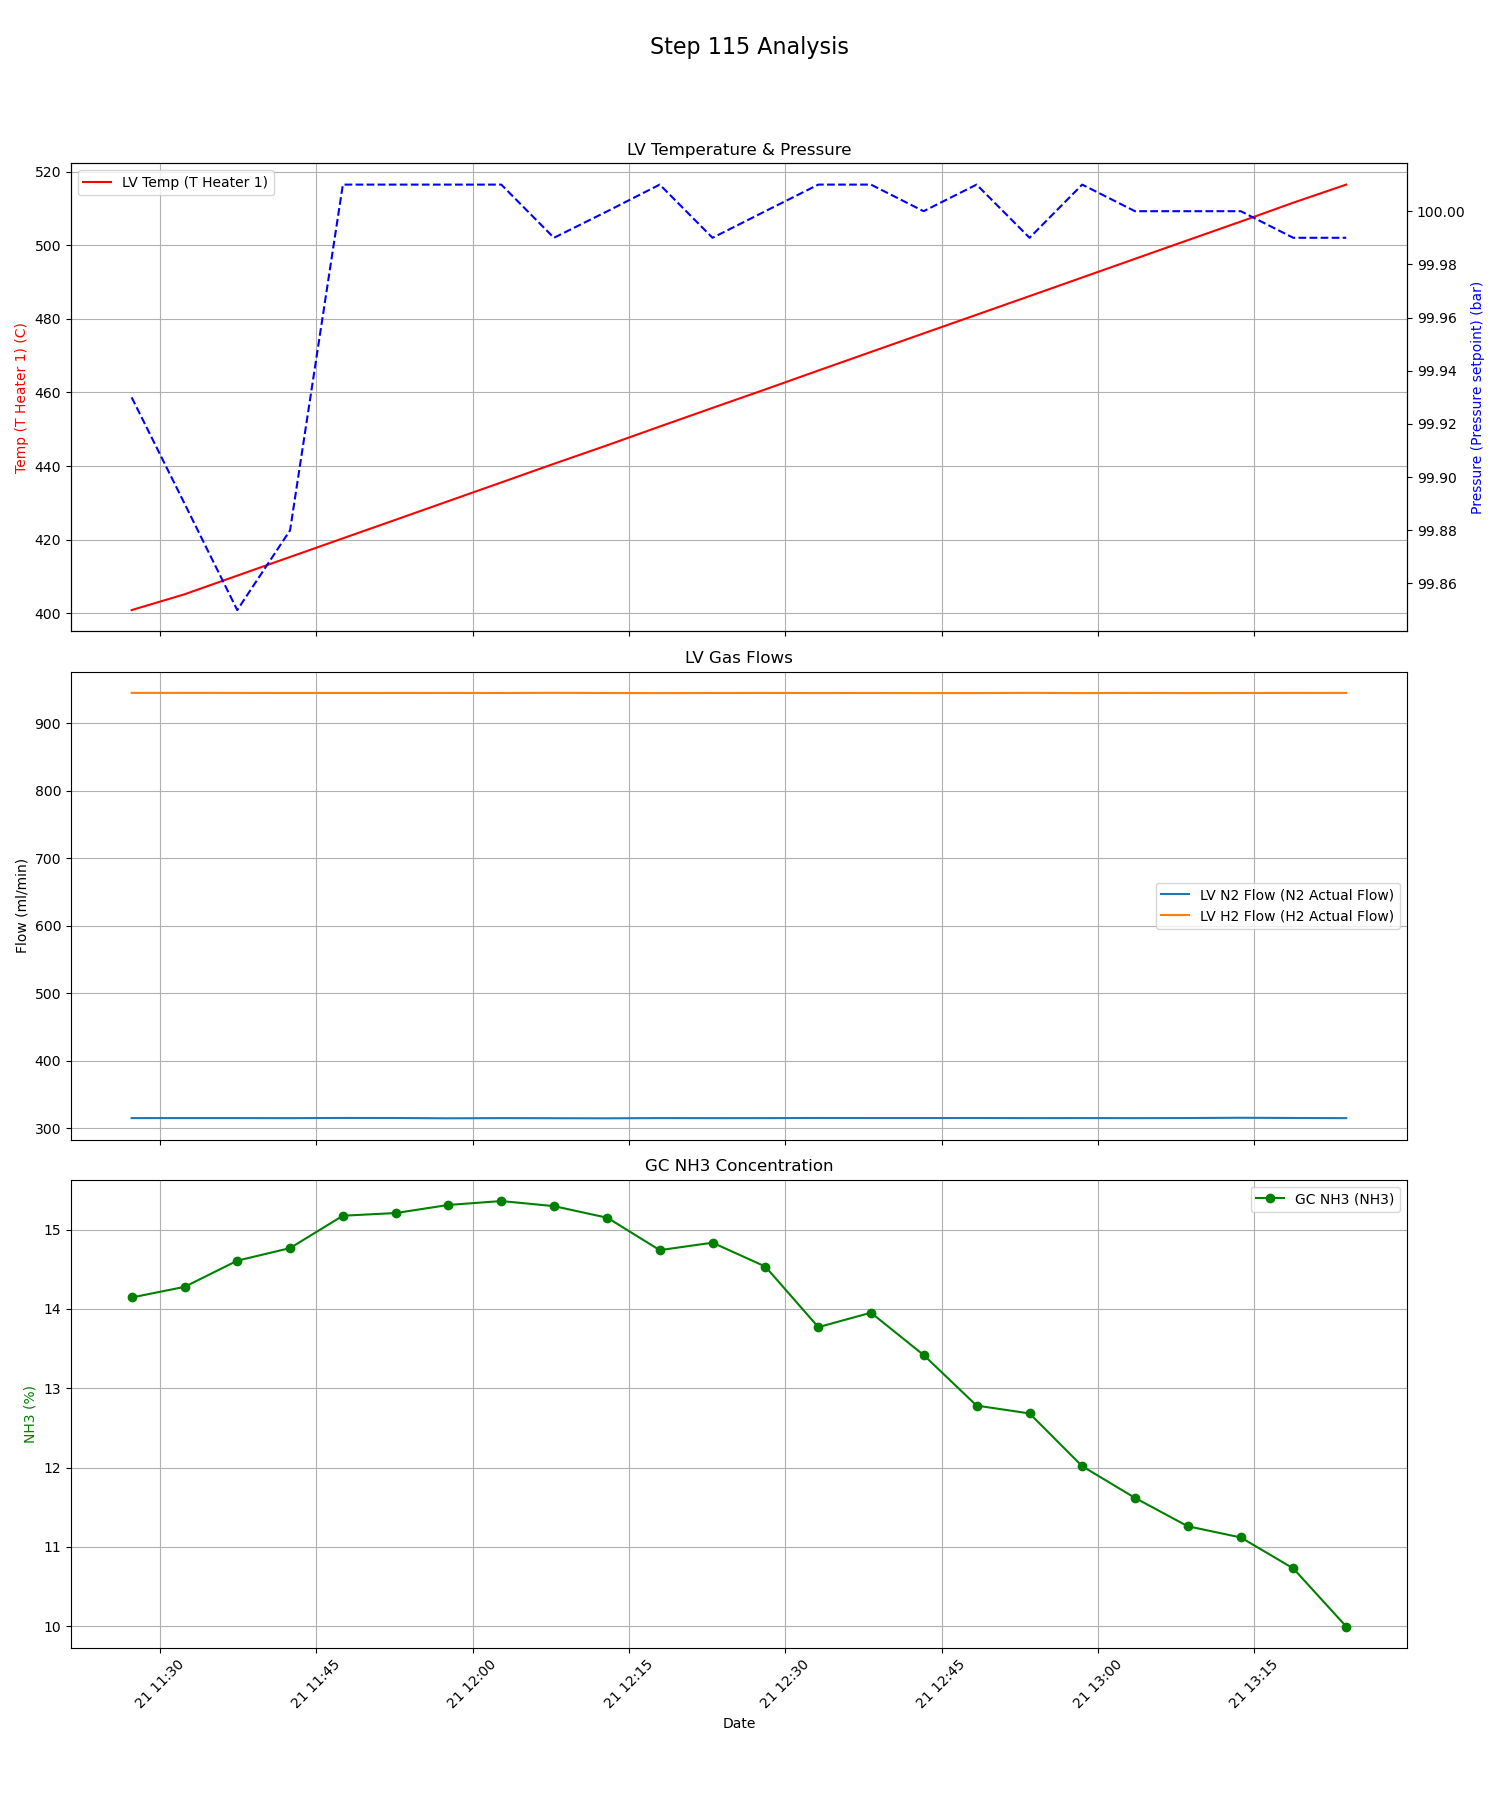 Step 115 Analysis
LV Temperature & Pressure
LV Temp (T Heater 1)
520
500
480
460
440
420
400
Temp (T Heater 1) (C)
100.00
99.98
99.96
99.94
99.92
99.90
99.88
99.86
Pressure (Pressure setpoint) (bar)
LV Gas Flows
900
800
700
600
500
400
300
Flow (ml/min)
LV N2 Flow (N2 Actual Flow)
LV H2 Flow (H2 Actual Flow)
GC NH3 Concentration
GC NH3 (NH3)
15
14
13
12
11
10
NH3 (%)
21 11:30
21 11:45
21 12:00
21 12:15
21 12:30
21 12:45
21 13:00
21 13:15
Date